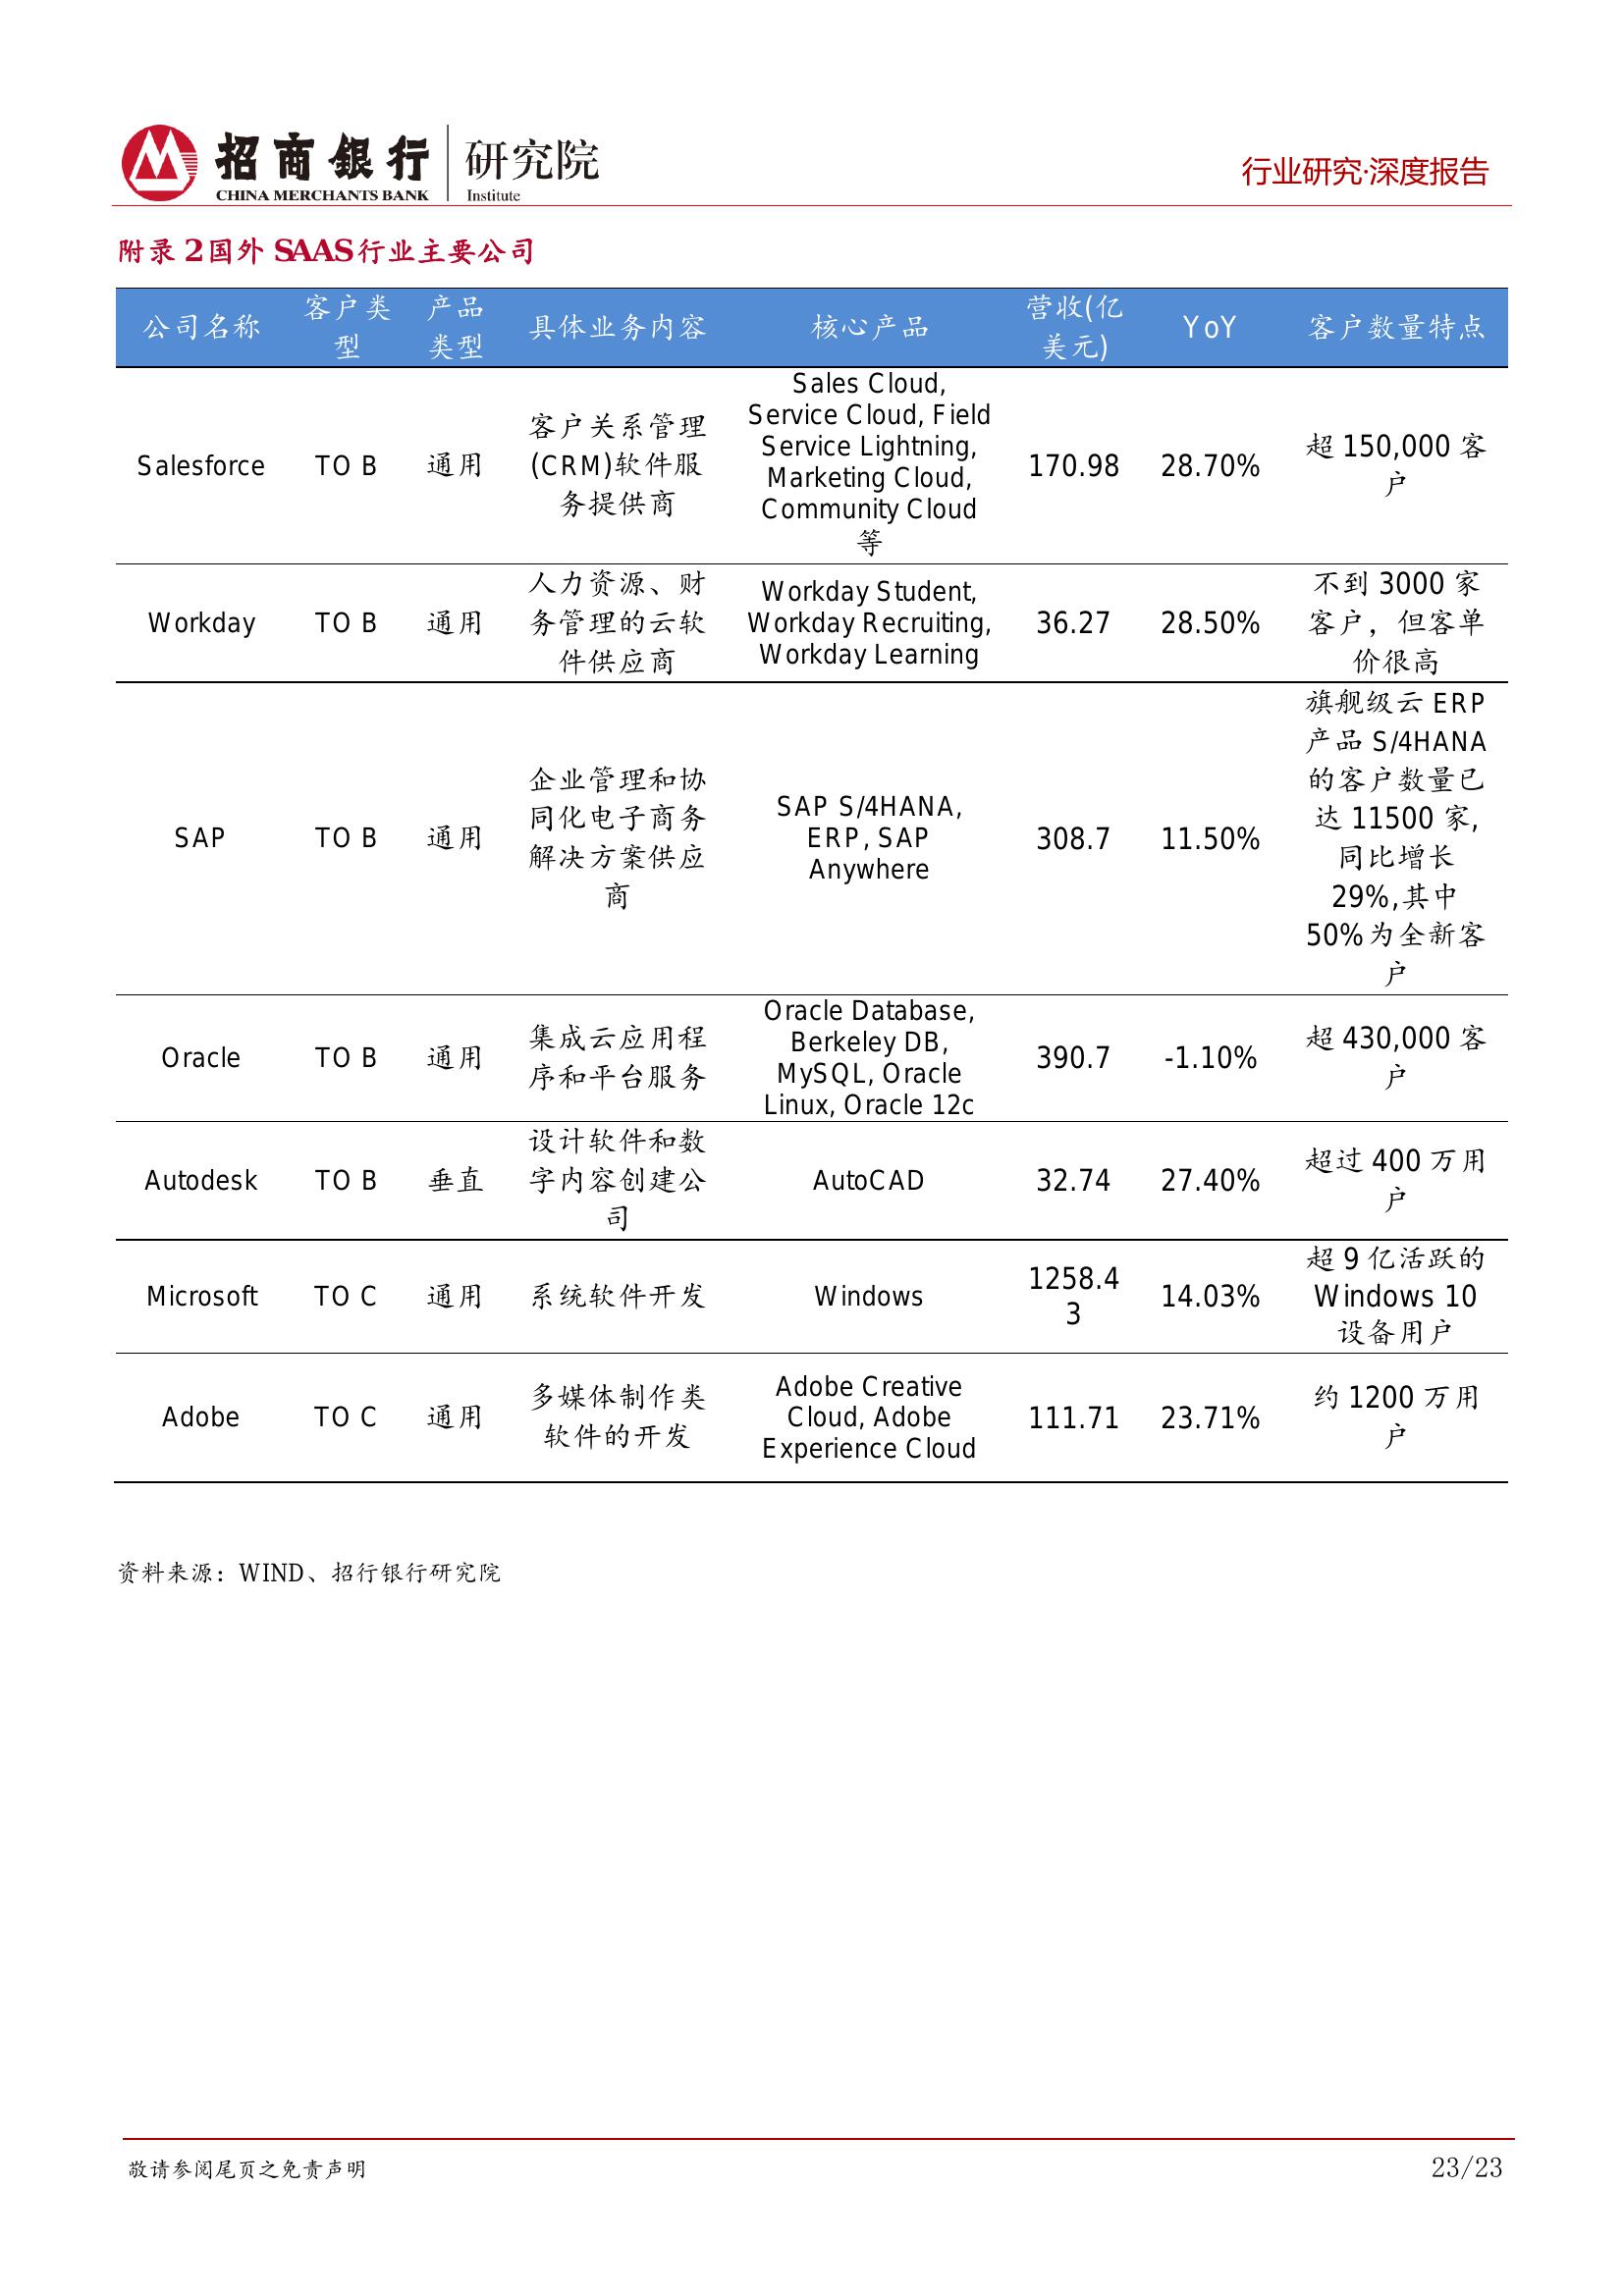 招商银行
CHINA MERCHANTS BANK
研究院
Institute
行业研究·深度报告
附录 2国外 SAAS行业主要公司
公司名称
客户类
型
产品
类型
具体业务内容
核心产品
营收(亿
美元)
YoY
客户数量特点
Salesforce
TO B
通用
客户关系管理
(CRM)软件服
务提供商
Sales Cloud,
Service Cloud, Field
Service Lightning,
Marketing Cloud,
Community Cloud
等
170.98
28.70%
超 150,000 客
户
Workday
TO B
通用
人力资源、财
务管理的云软
件供应商
Workday Student,
Workday Recruiting,
Workday Learning
36.27
28.50%
不到 3000 家
客户，但客单
价很高
SAP
TO B
通用
企业管理和协
同化电子商务
解决方案供应
商
SAP S/4HANA,
ERP, SAP
Anywhere
308.7
11.50%
旗舰级云 ERP
产品 S/4HANA
的客户数量已
达 11500 家,
同比增长
29%,其中
50%为全新客
户
Oracle
TO B
通用
集成云应用程
序和平台服务
Oracle Database,
Berkeley DB,
MySQL, Oracle
Linux, Oracle 12c
390.7
-1.10%
超 430,000 客
户
Autodesk
TO B
垂直
设计软件和数
字内容创建公
司
AutoCAD
32.74
27.40%
超过 400 万用
户
Microsoft
TO C
通用
系统软件开发
Windows
1258.4
3
14.03%
超 9 亿活跃的
Windows 10
设备用户
Adobe
TO C
通用
多媒体制作类
软件的开发
Adobe Creative
Cloud, Adobe
Experience Cloud
111.71
23.71%
约 1200 万用
户
资料来源：WIND、招行银行研究院
敬请参阅尾页之免责声明
23/23